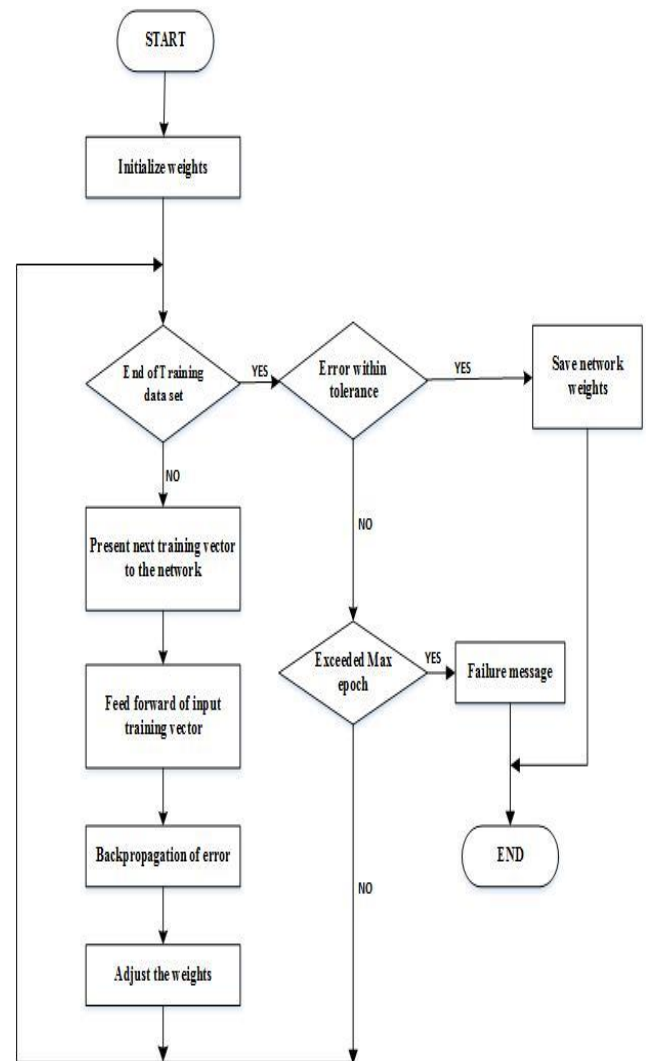 START
Initialize weights
End of Training
data set
YES
Error within
tolerance
YES
Save network
weights
NO
Present next training vector
to the network
NO
Feed forward of input
training vector
Exceeded Max
epoch
YES
Failure message
Backpropagation of error
END
NO
Adjust the weights